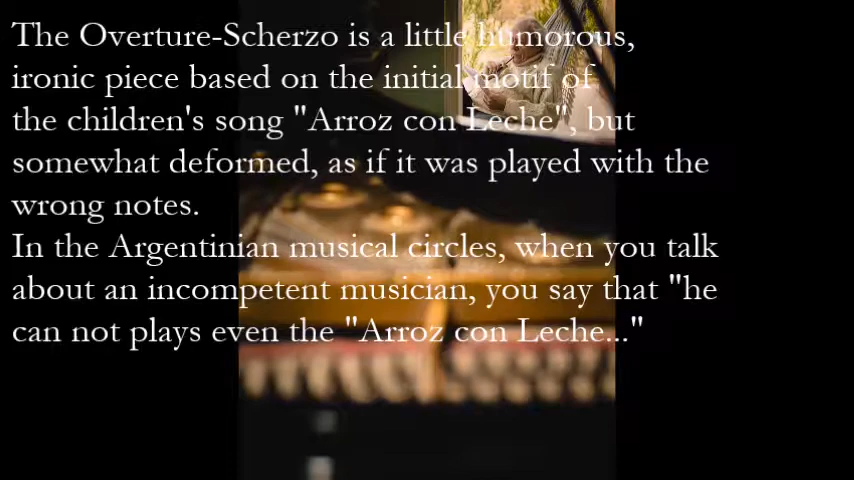 The Overture-Scherzo is a little humorous,
ironic piece based on the initial motif of
the children's song "Arroz con Leche", but
somewhat deformed, as if it was played with the
wrong notes.
In the Argentinian musical circles, when you talk
about an incompetent musician, you say that "he
can not plays even the "Arroz con Leche..."